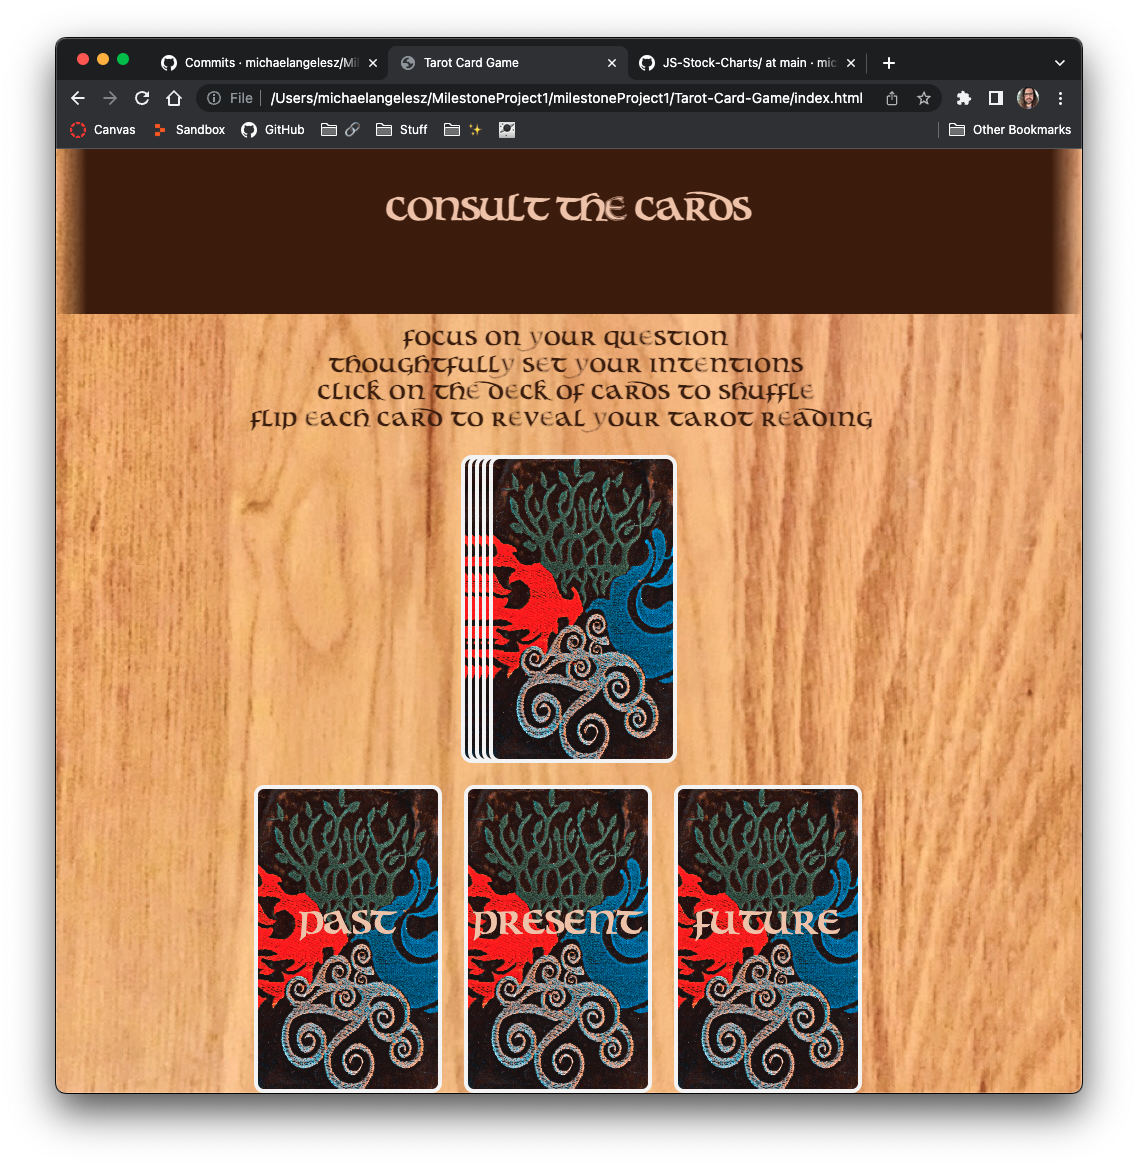 Commits · michaelangelesz/Mil
Tarot Card Game
JS-Stock-Charts/ at main · mic
File | /Users/michaelangelesz/MilestoneProject1/milestoneProject1/Tarot-Card-Game/index.html
Canvas
Sandbox
GitHub
Stuff
Other Bookmarks
CONSULT THE CARDS
FOCUS ON YOUR QUESTION
THOUGHTFULLY SET YOUR INTENTIONS
CLICK ON THE DECK OF CARDS TO SHUFFLE
FLIP EACH CARD TO REVEAL YOUR TAROT READING
PAST
PRESENT
FUTURE